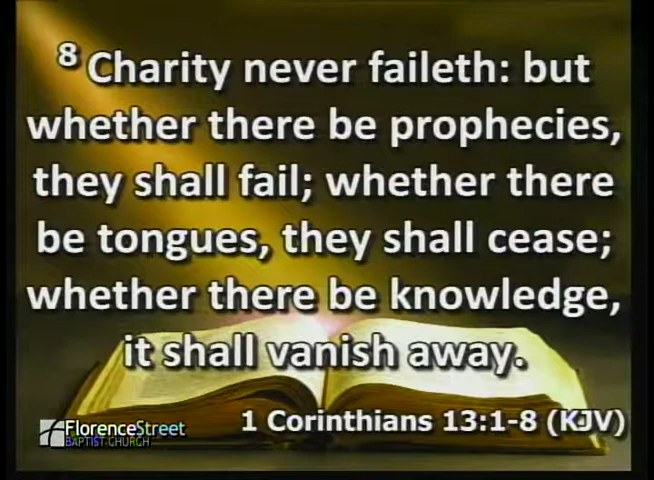 8 Charity never faileth: but
whether there be prophecies,
they shall fail; whether there
be tongues, they shall cease;
whether there be knowledge,
it shall vanish away.
1 Corinthians 13:1-8 (KJV)
FlorenceStreet
BAPTIST CHURCH